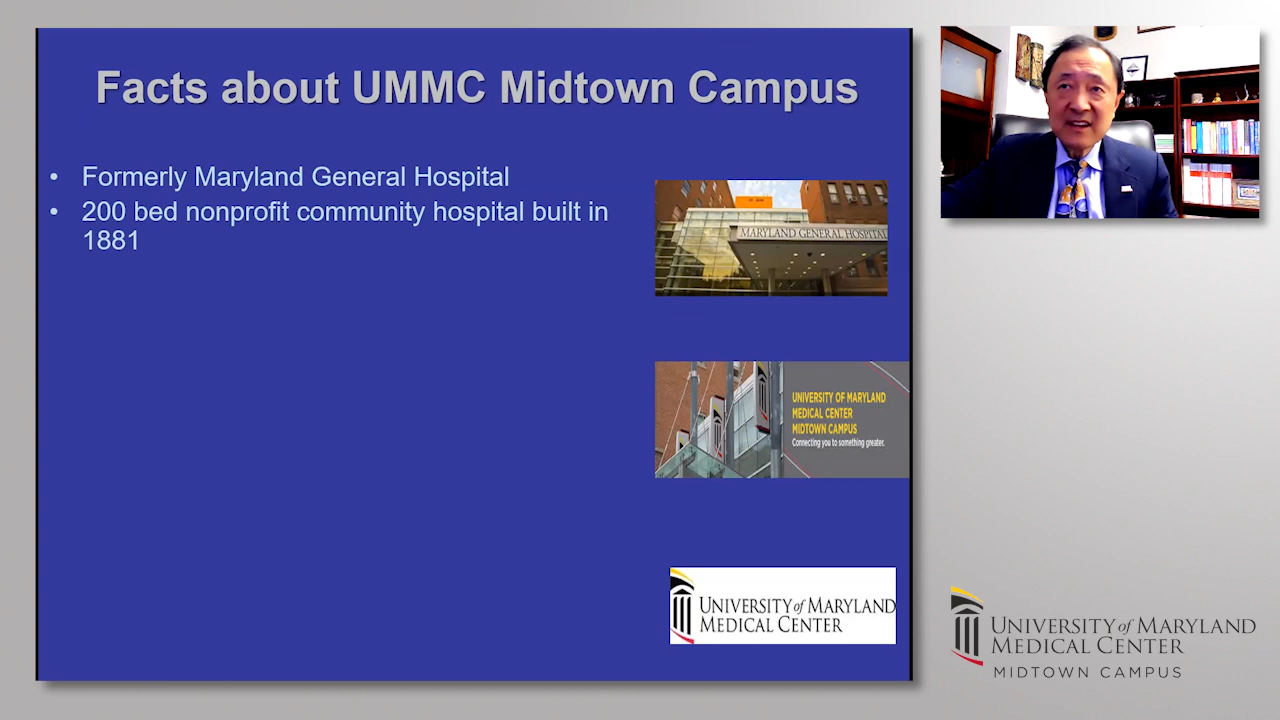 Facts about UMMC Midtown Campus
• Formerly Maryland General Hospital
• 200 bed nonprofit community hospital built in
1881
MARYLAND GENERAL HOSPITAL
UNIVERSITY OF MARYLAND
MEDICAL CENTER
MIDTOWN CAMPUS
Connecting you to something greater.
UNIVERSITY of MARYLAND
MEDICAL CENTER
UNIVERSITY of MARYLAND
MEDICAL CENTER
MIDTOWN CAMPUS